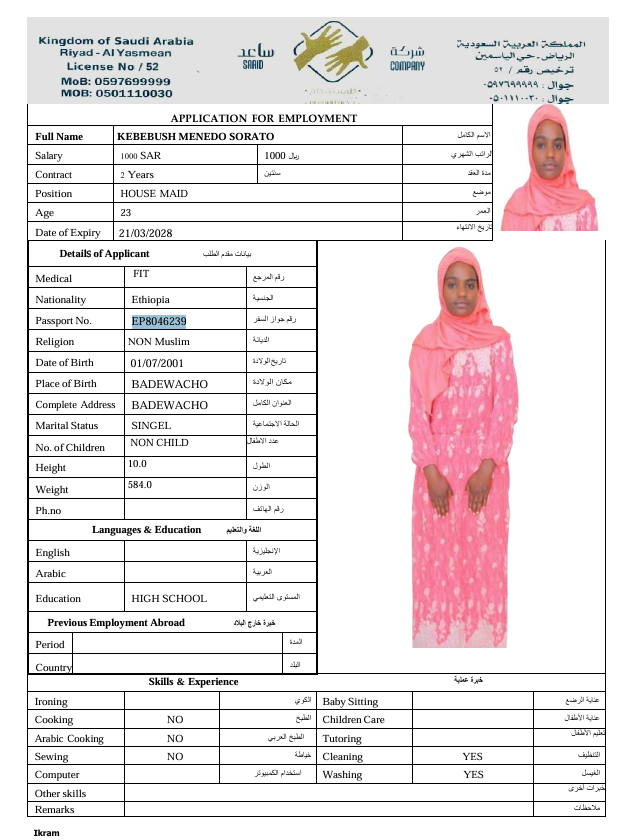 Kingdom of Saudi Arabia
Riyad - Al Yasmean
License No / 52
MoB: 0597699999
MOB: 0501110030
ساعد
SAAID
شركة
COMPANY
المملكة العربية السعودية
الرياض . حي الياسمين
ترخيص رقم / ٥٢
جوال : ٠٥٩٧٦٩٩٩٩٩
جوال : ٠٥٠١١١٠٠٣٠
APPLICATION FOR EMPLOYMENT
Full Name KEBEBUSH MENEDO SORATO الاسم الكامل
Salary 1000 SAR 1000 ريال الراتب الشهري
Contract 2 Years سنتين مدة العقد
Position HOUSE MAID موضع
Age 23 العمر
Date of Expiry 21/03/2028 تاريخ الانتهاء
Details of Applicant بيانات مقدم الطلب
Medical FIT رقم المرجع
Nationality Ethiopia الجنسية
Passport No. EP8046239 رقم جواز السفر
Religion NON Muslim الديانة
Date of Birth 01/07/2001 تاريخ الولادة
Place of Birth BADEWACHO مكان الولادة
Complete Address BADEWACHO العنوان الكامل
Marital Status SINGEL الحالة الاجتماعية
No. of Children NON CHILD عدد الاطفال
Height 10.0 الطول
Weight 584.0 الوزن
Ph.no رقم الهاتف
Languages & Education اللغة والتعليم
English الإنجليزية
Arabic العربية
Education HIGH SCHOOL المستوى التعليمي
Previous Employment Abroad خبرة خارج البلاد
Period المدة
Country البلد
Skills & Experience خبرة عملية
Ironing الكوي Baby Sitting عناية الرضع
Cooking NO الطبخ Children Care عناية الأطفال
Arabic Cooking NO الطبخ العربي Tutoring تعليم الأطفال
Sewing NO خياطة Cleaning YES التنظيف
Computer استخدام الكمبيوتر Washing YES الغيسل
Other skills خبرات أخرى
Remarks ملاحظات
Ikram